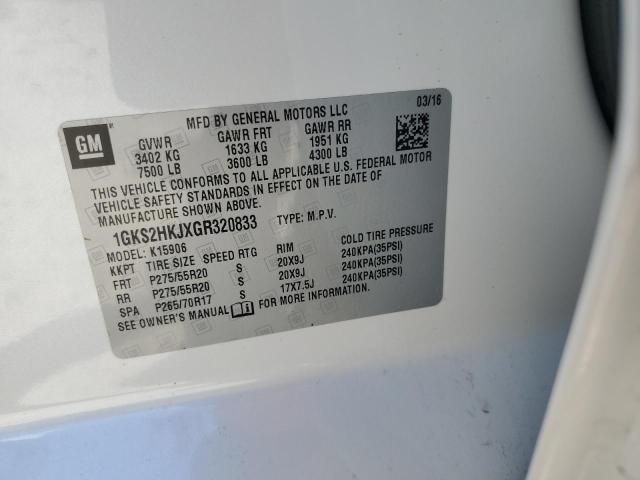 MFD BY GENERAL MOTORS LLC
03/16
GM
GVWR GAWR FRT GAWR RR
3402 KG 1633 KG 1951 KG
7500 LB 3600 LB 4300 LB
THIS VEHICLE CONFORMS TO ALL APPLICABLE U.S. FEDERAL MOTOR
VEHICLE SAFETY STANDARDS IN EFFECT ON THE DATE OF
MANUFACTURE SHOWN ABOVE.
1GKS2HKJXGR320833 TYPE: M.P.V.
MODEL: K15906
KKPT TIRE SIZE SPEED RTG RIM COLD TIRE PRESSURE
FRT P275/55R20 S 20X9J 240KPA(35PSI)
RR P275/55R20 S 20X9J 240KPA(35PSI)
SPA P265/70R17 S 17X7.5J 240KPA(35PSI)
SEE OWNER'S MANUAL FOR MORE INFORMATION.